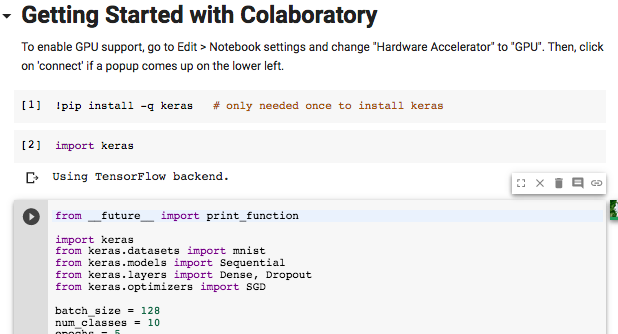 Getting Started with Colaboratory
To enable GPU support, go to Edit > Notebook settings and change "Hardware Accelerator" to "GPU". Then, click
on 'connect' if a popup comes up on the lower left.
[1] !pip install -q keras   # only needed once to install keras
[2] import keras
Using TensorFlow backend.
from __future__ import print_function
import keras
from keras.datasets import mnist
from keras.models import Sequential
from keras.layers import Dense, Dropout
from keras.optimizers import SGD
batch_size = 128
num_classes = 10
epochs = 5